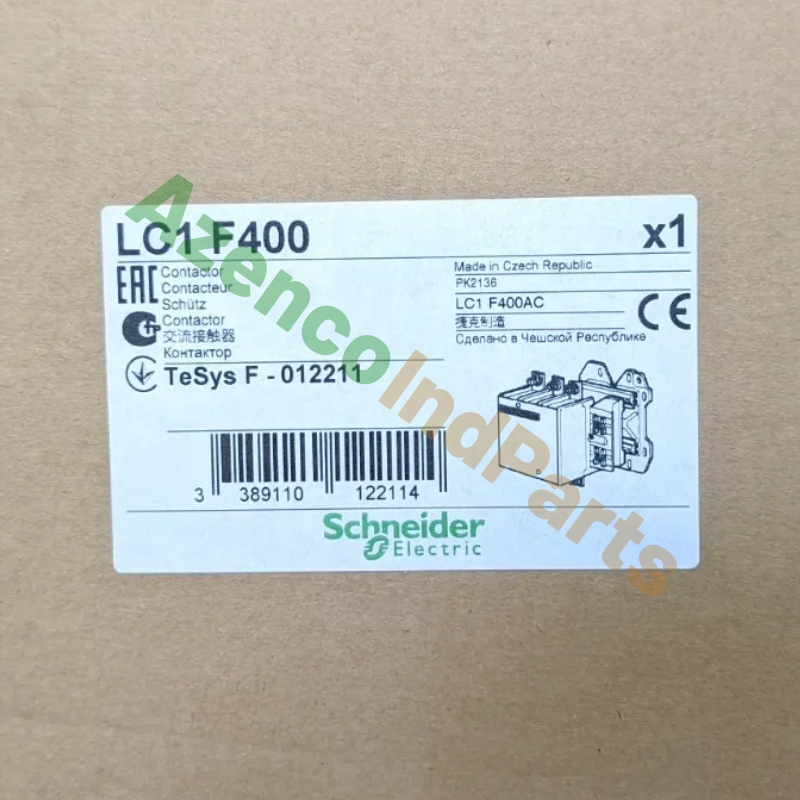 LC1 F400
x1
EAC
Contactor
Contacteur
Schütz
Contactor
交流接触器
Контактор
Made in Czech Republic
PK2136
LC1 F400AC
捷克制造
Сделано в Чешской Республике
CE
TeSys F - 012211
3 389110 122114
Schneider
Electric
AzencoIndParts